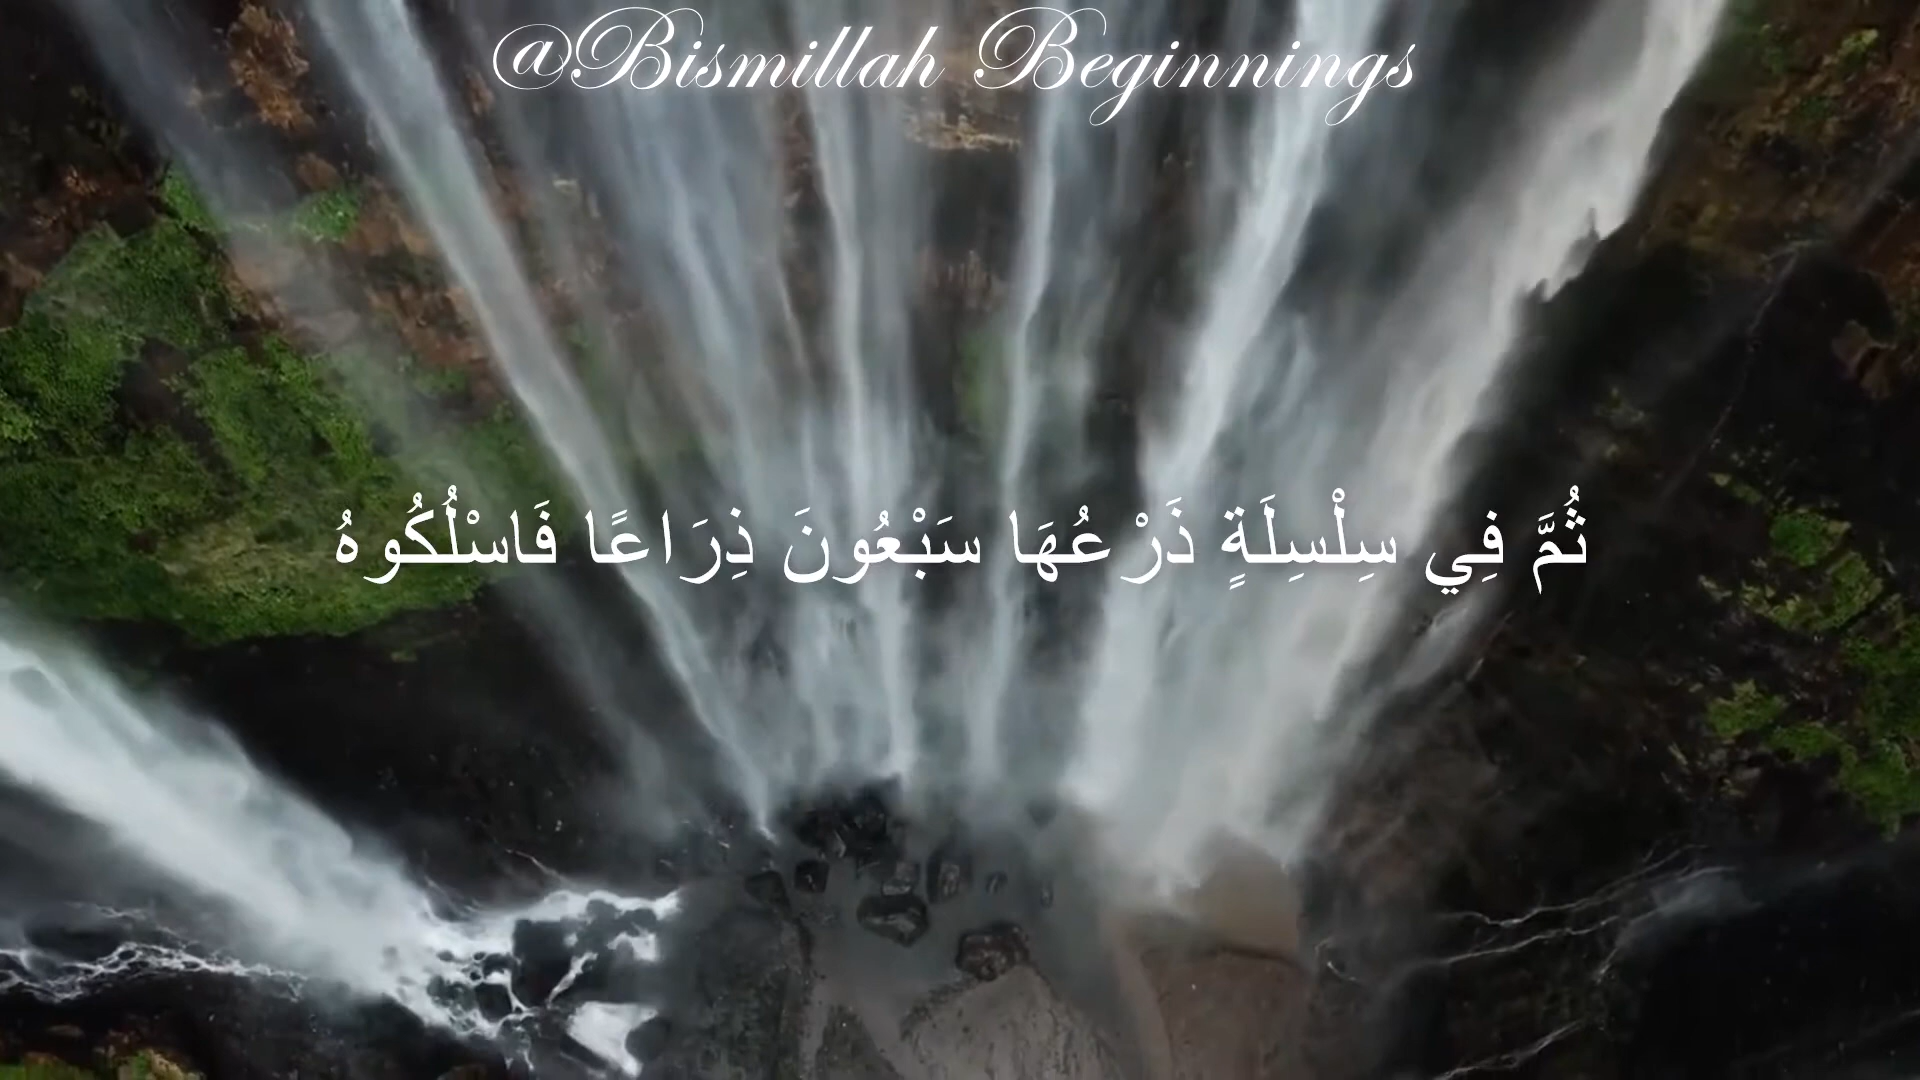 @Bismillah Beginnings
ثُمَّ فِي سِلْسِلَةٍ ذَرْعُهَا سَبْعُونَ ذِرَاعًا فَاسْلُكُوهُ